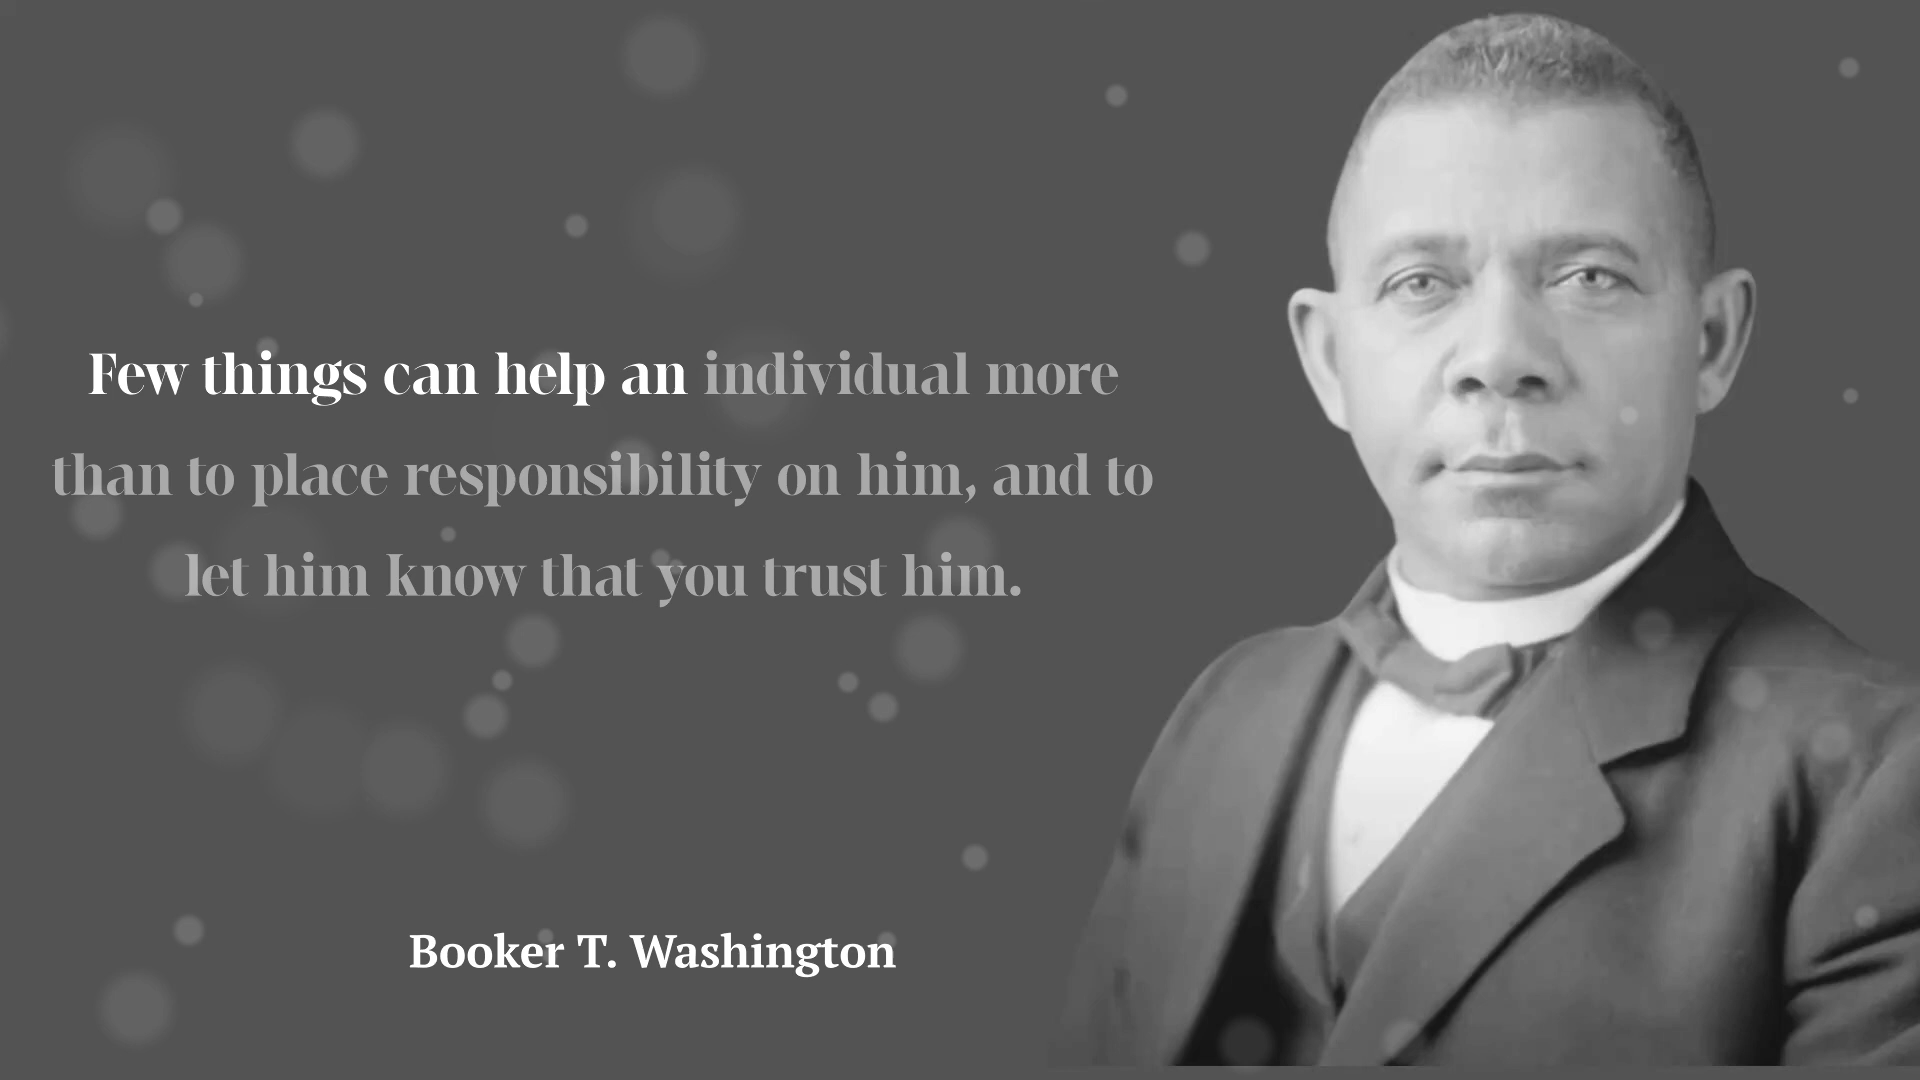 Few things can help an individual more
than to place responsibility on him, and to
let him know that you trust him.
Booker T. Washington